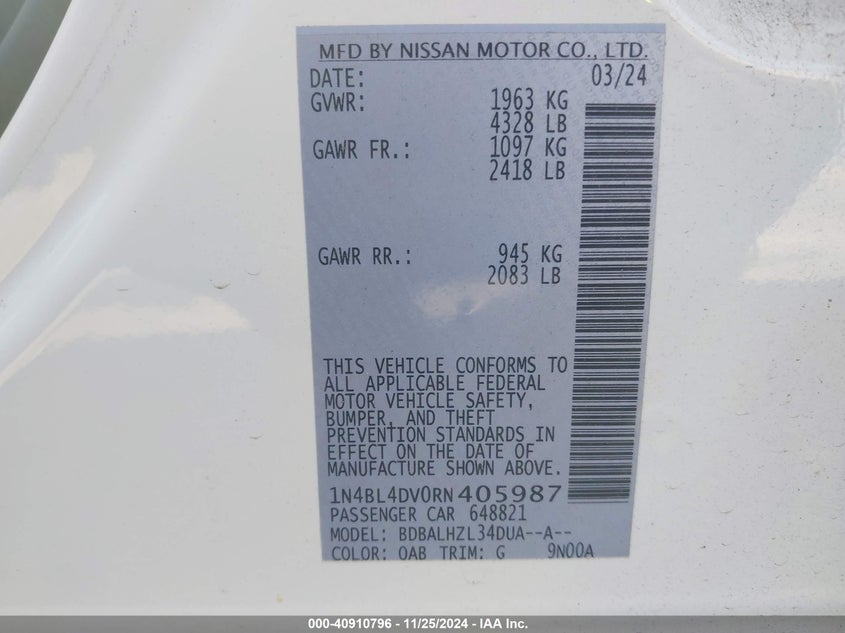 MFD BY NISSAN MOTOR CO., LTD.
DATE: 03/24
GVWR: 1963 KG
4328 LB
GAWR FR.: 1097 KG
2418 LB
GAWR RR.: 945 KG
2083 LB
THIS VEHICLE CONFORMS TO
ALL APPLICABLE FEDERAL
MOTOR VEHICLE SAFETY,
BUMPER, AND THEFT
PREVENTION STANDARDS IN
EFFECT ON THE DATE OF
MANUFACTURE SHOWN ABOVE.
1N4BL4DV0RN405987
PASSENGER CAR 648821
MODEL: BDBALHZL34DUA--A--
COLOR: QAB TRIM: G 9N00A
000-40910796 - 11/25/2024 - IAA Inc.